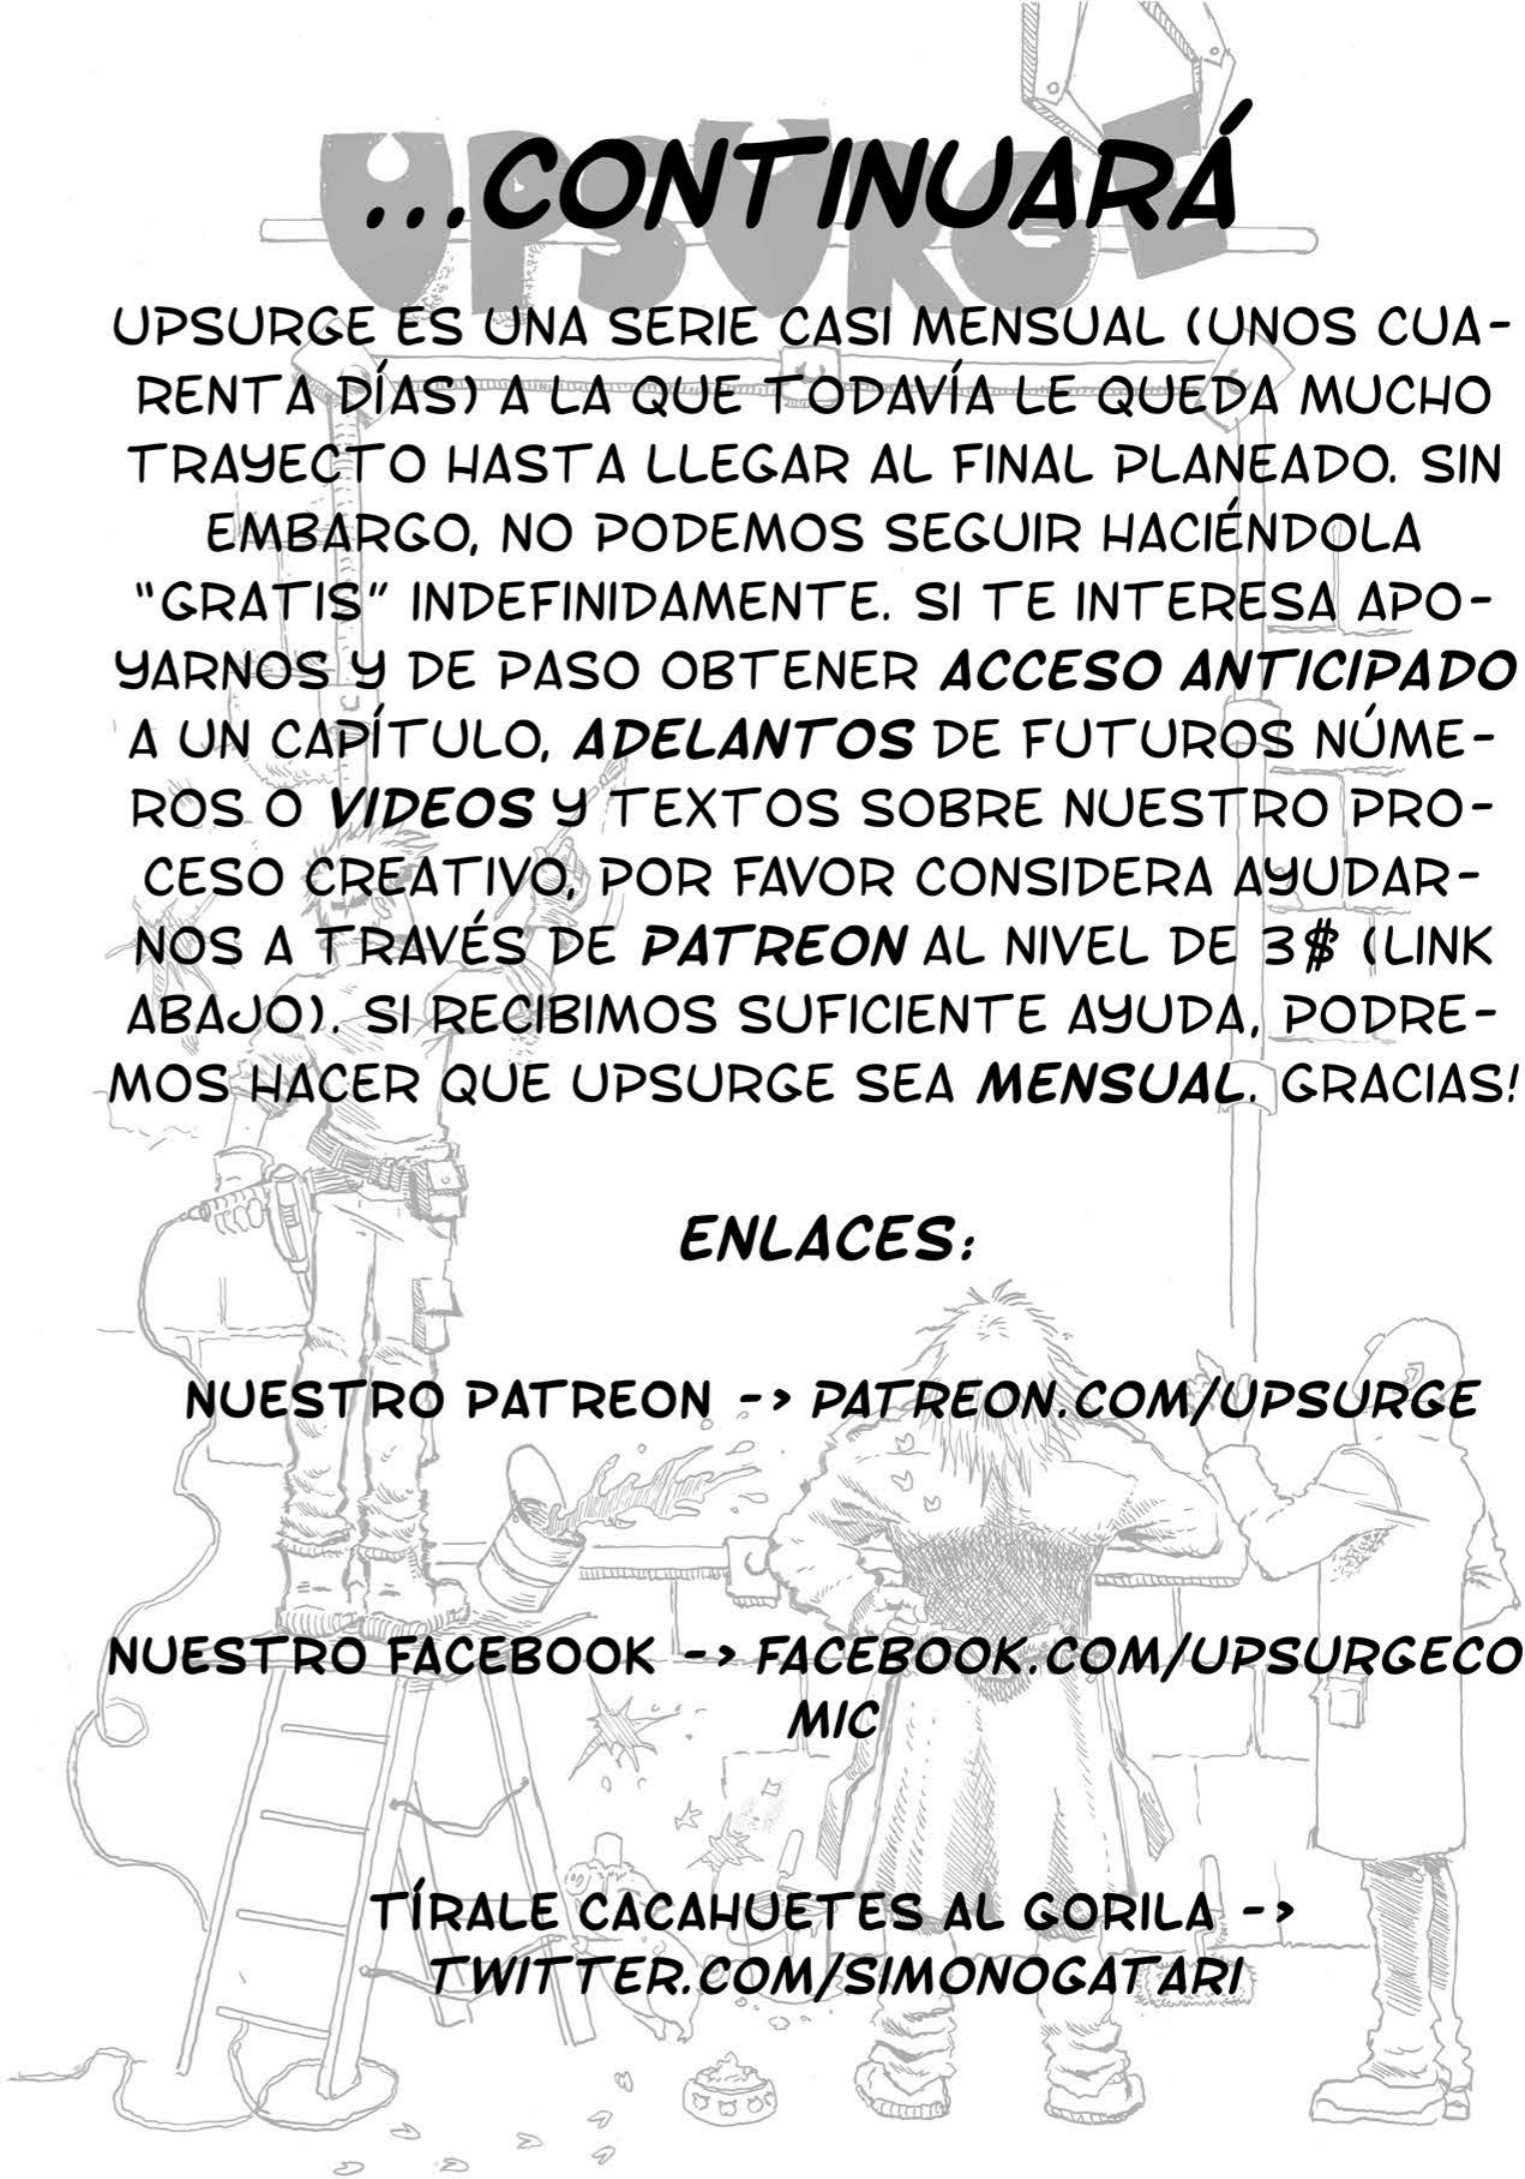 UPSURGE
...CONTINUARÁ
UPSURGE ES UNA SERIE CASI MENSUAL (UNOS CUA-
RENTA DÍAS) A LA QUE TODAVÍA LE QUEDA MUCHO
TRAYECTO HASTA LLEGAR AL FINAL PLANEADO. SIN
EMBARGO, NO PODEMOS SEGUIR HACIÉNDOLA
"GRATIS" INDEFINIDAMENTE. SI TE INTERESA APO-
YARNOS Y DE PASO OBTENER ACCESO ANTICIPADO
A UN CAPÍTULO, ADELANTOS DE FUTUROS NÚME-
ROS O VIDEOS Y TEXTOS SOBRE NUESTRO PRO-
CESO CREATIVO, POR FAVOR CONSIDERA AYUDAR-
NOS A TRAVÉS DE PATREON AL NIVEL DE 3$ (LINK
ABAJO). SI RECIBIMOS SUFICIENTE AYUDA, PODRE-
MOS HACER QUE UPSURGE SEA MENSUAL. GRACIAS!
ENLACES:
NUESTRO PATREON -> PATREON.COM/UPSURGE
NUESTRO FACEBOOK -> FACEBOOK.COM/UPSURGECO
MIC
TÍRALE CACAHUETES AL GORILA ->
TWITTER.COM/SIMONOGATARI